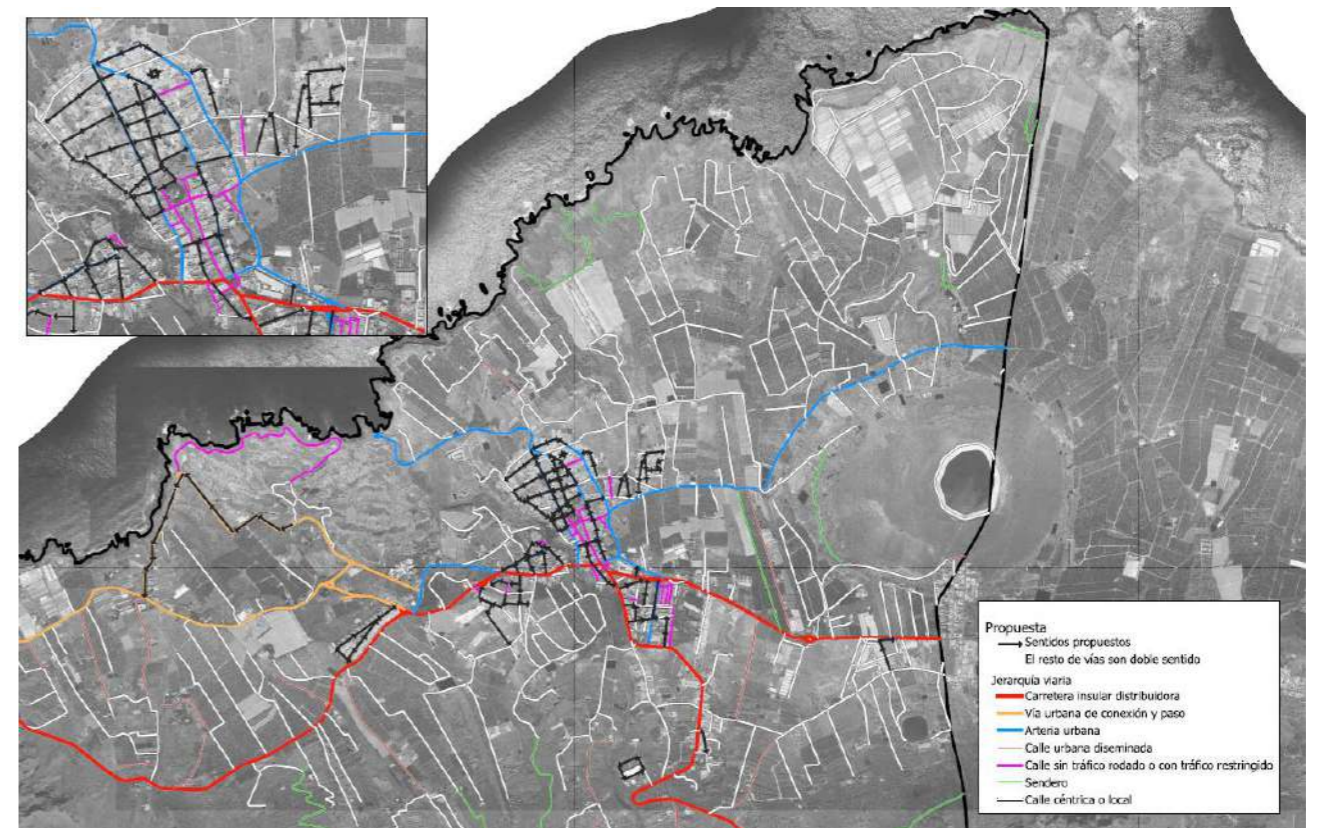 Propuesta
Sentidos propuestos
El resto de vías son doble sentido
Jerarquía viaria
Carretera insular distribuidora
Vía urbana de conexión y paso
Arteria urbana
Calle urbana diseminada
Calle sin tráfico rodado o con tráfico restringido
Sendero
Calle céntrica o local